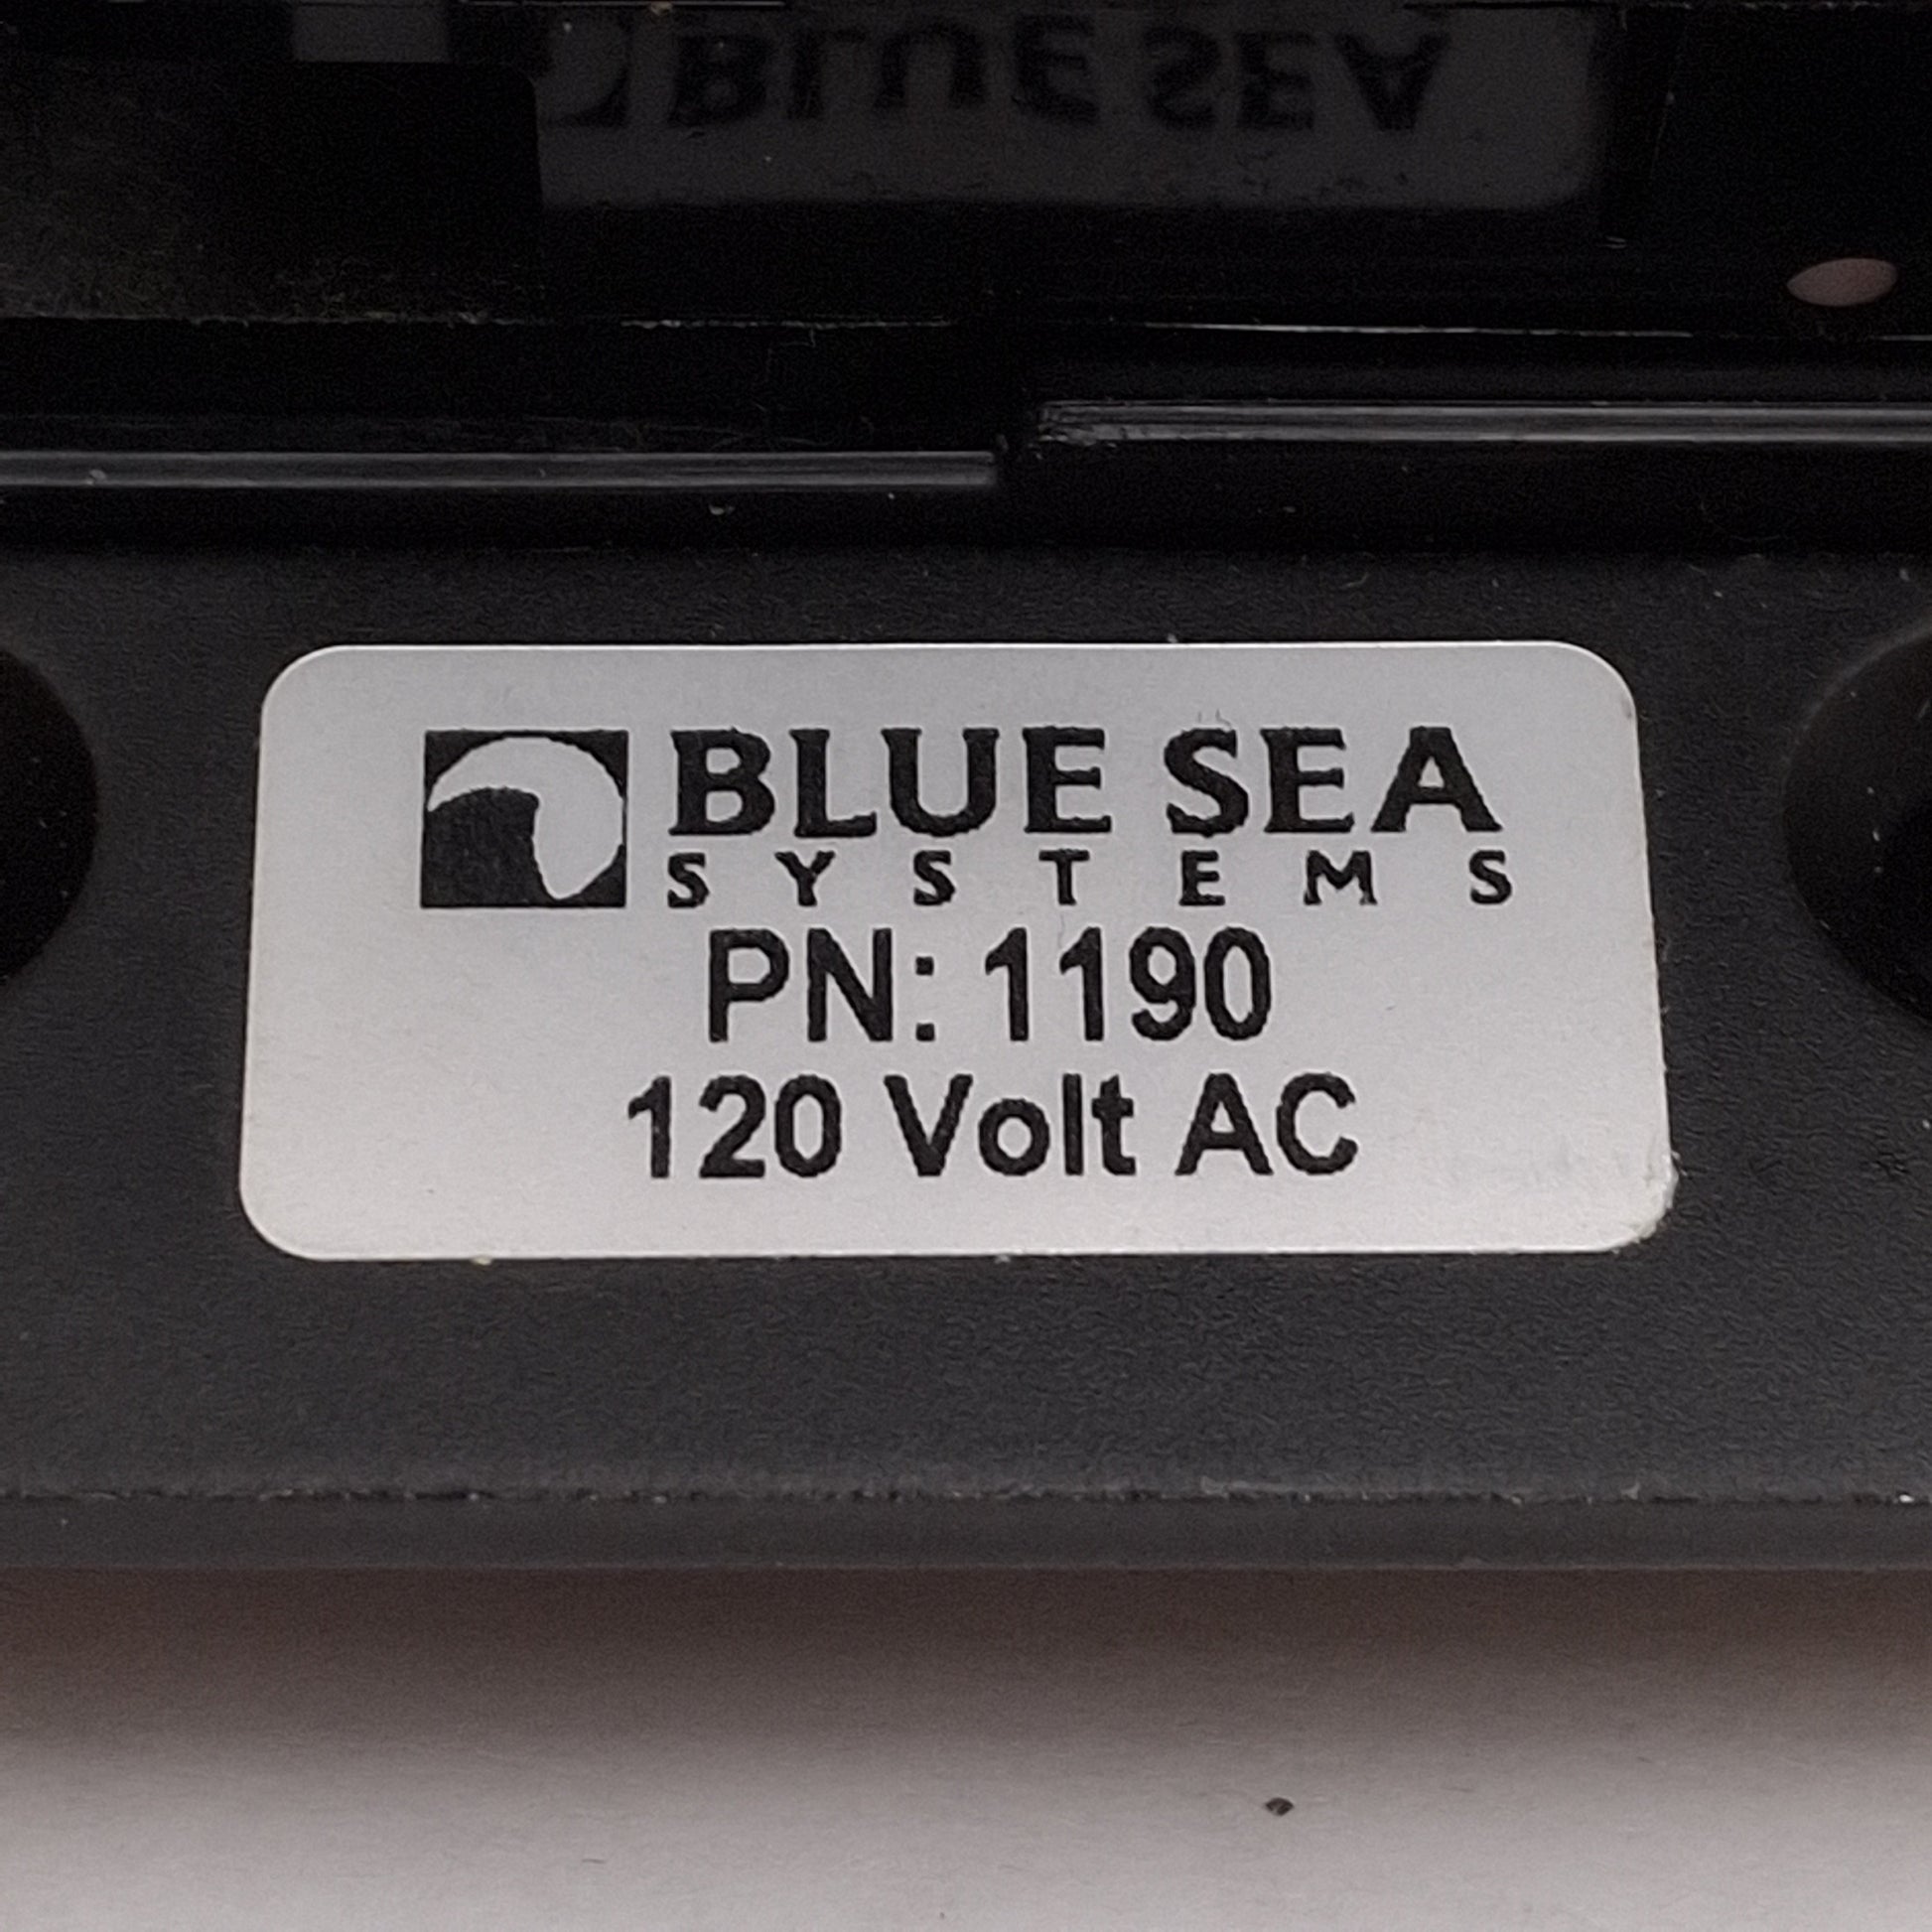 BLUE SEA
BLUE SEA
SYSTEMS
PN: 1190
120 Volt AC